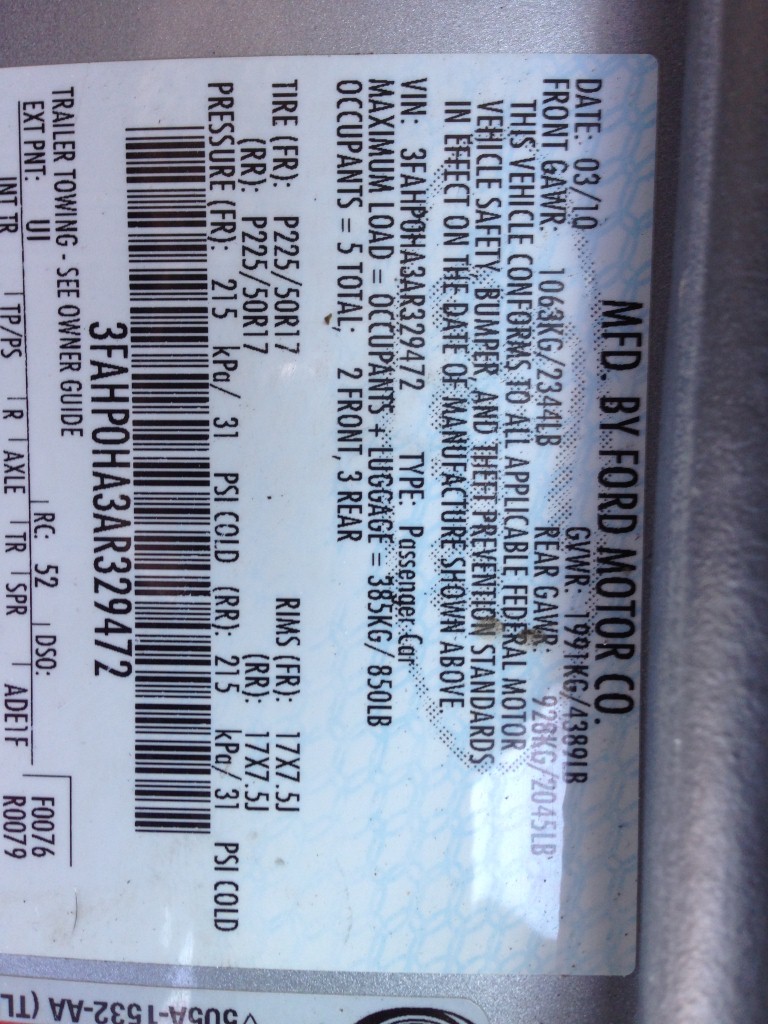 MFD. BY FORD MOTOR CO.
DATE: 03/10 GVWR: 1991KG/4389LB
FRONT GAWR: 1063KG/2344LB REAR GAWR: 928KG/2045LB
THIS VEHICLE CONFORMS TO ALL APPLICABLE FEDERAL MOTOR
VEHICLE SAFETY, BUMPER, AND THEFT PREVENTION STANDARDS
IN EFFECT ON THE DATE OF MANUFACTURE SHOWN ABOVE
VIN: 3FAHP0HA3AR329472 TYPE: Passenger Car
MAXIMUM LOAD = OCCUPANTS + LUGGAGE = 385KG/ 850LB
OCCUPANTS = 5 TOTAL; 2 FRONT, 3 REAR
TIRE (FR): P225/50R17 RIMS (FR): 17X7.5J
(RR): P225/50R17 (RR): 17X7.5J
PRESSURE (FR): 215 kPa/ 31 PSI COLD (RR): 215 kPa/ 31 PSI COLD
3FAHP0HA3AR329472
TRAILER TOWING - SEE OWNER GUIDE
EXT PNT: UI RC: 52 DSO: F0076
INT TR TP/PS R AXLE TR SPR ADE1F R0079
5U5A-1532-AA (TL